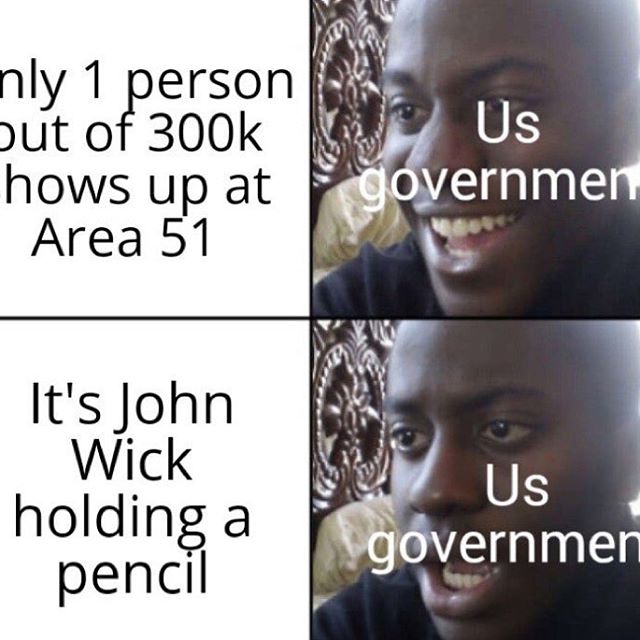 nly 1 person
out of 300k
hows up at
Area 51
Us
governmen
It's John
Wick
holding a
pencil
Us
governmen